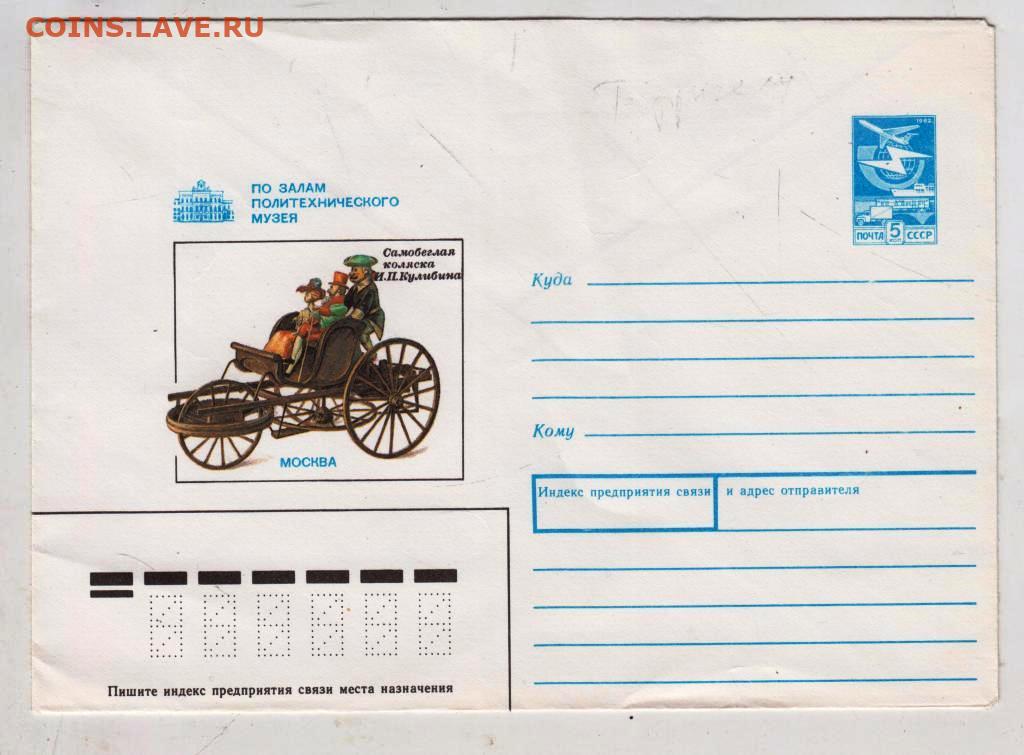 COINS.LAVE.RU
1982
ПОЧТА 5 КОП СССР
ПО ЗАЛАМ
ПОЛИТЕХНИЧЕСКОГО
МУЗЕЯ
Самобеглая
коляска
И.П.Кулибина
МОСКВА
Куда
Кому
Индекс предприятия связи и адрес отправителя
Пишите индекс предприятия связи места назначения